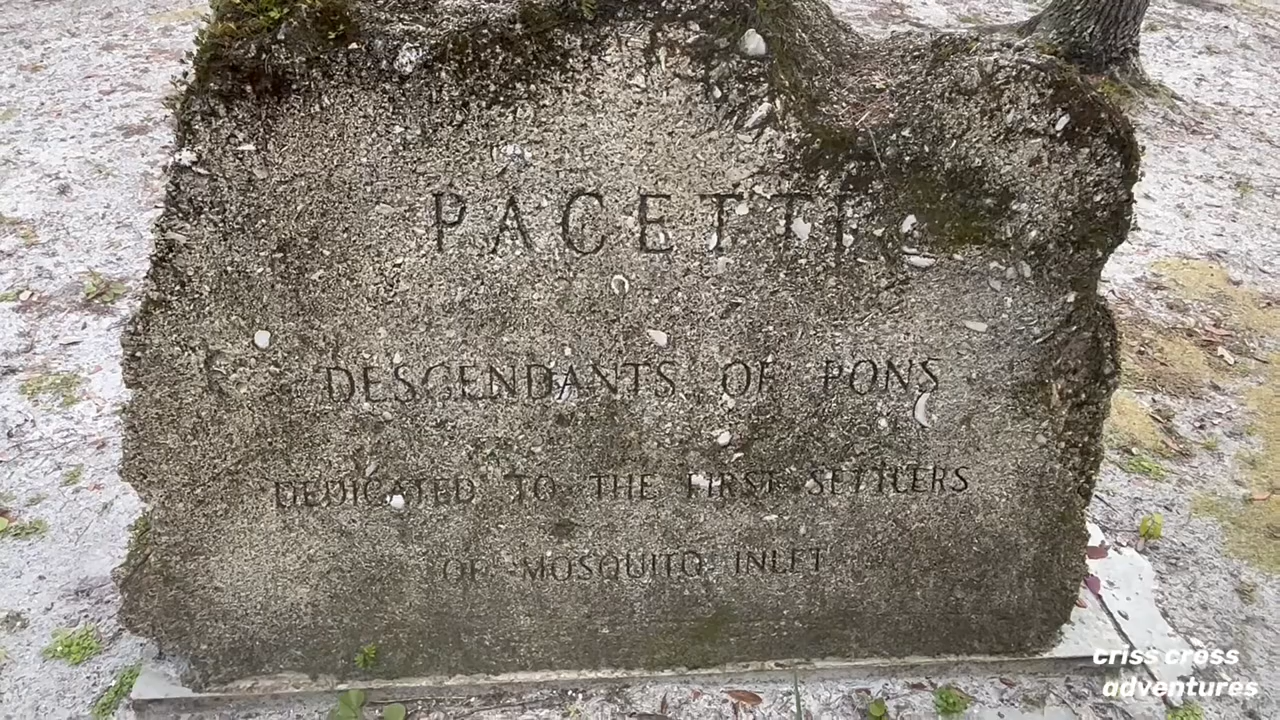 PACETTI
DESCENDANTS OF PONS
DEDICATED TO THE FIRST SETTLERS
OF MOSQUITO INLET
criss cross
adventures